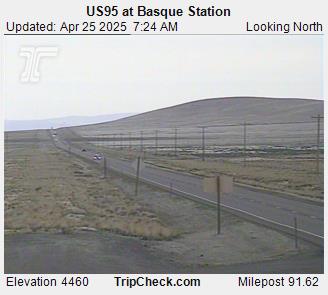 US95 at Basque Station
Updated: Apr 25 2025 7:24 AM Looking North
Elevation 4460 TripCheck.com Milepost 91.62